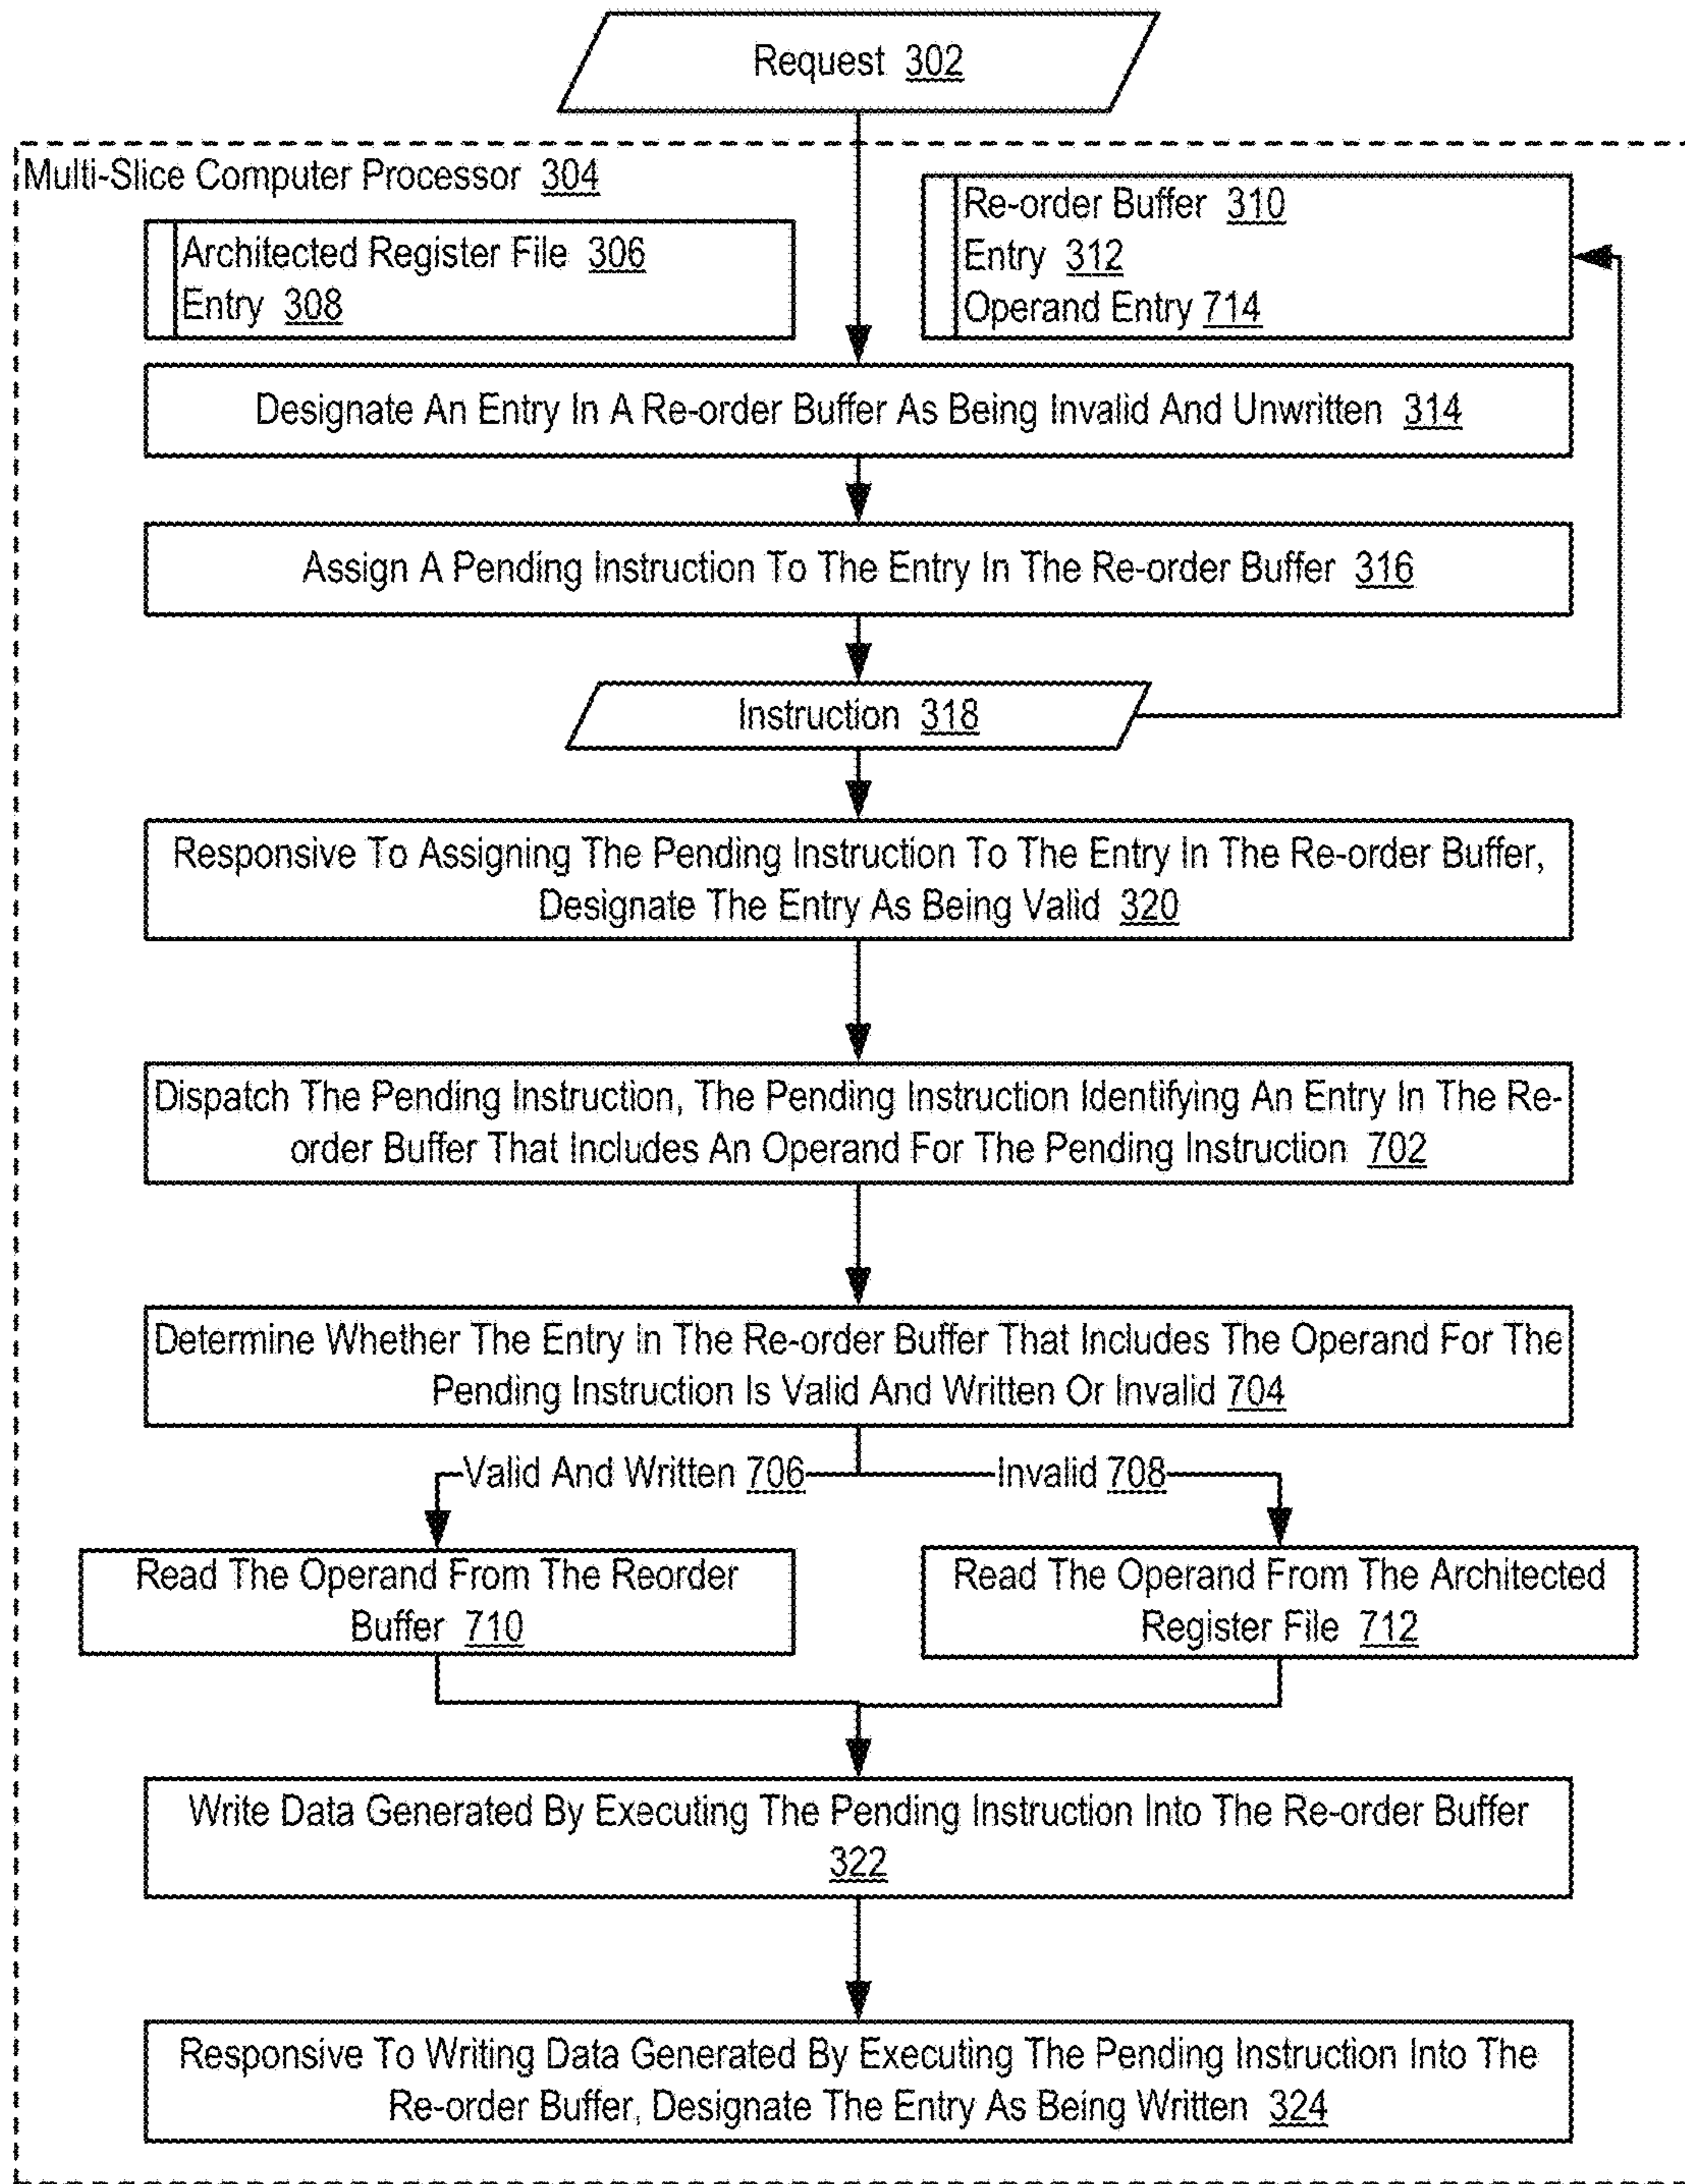 Request 302
Multi-Slice Computer Processor 304
Architected Register File 306
Entry 308
Re-order Buffer 310
Entry 312
Operand Entry 714
Designate An Entry In A Re-order Buffer As Being Invalid And Unwritten 314
Assign A Pending Instruction To The Entry In The Re-order Buffer 316
Instruction 318
Responsive To Assigning The Pending Instruction To The Entry In The Re-order Buffer,
Designate The Entry As Being Valid 320
Dispatch The Pending Instruction, The Pending Instruction Identifying An Entry In The Re-
order Buffer That Includes An Operand For The Pending Instruction 702
Determine Whether The Entry In The Re-order Buffer That Includes The Operand For The
Pending Instruction Is Valid And Written Or Invalid 704
Valid And Written 706
Invalid 708
Read The Operand From The Reorder
Buffer 710
Read The Operand From The Architected
Register File 712
Write Data Generated By Executing The Pending Instruction Into The Re-order Buffer
322
Responsive To Writing Data Generated By Executing The Pending Instruction Into The
Re-order Buffer, Designate The Entry As Being Written 324